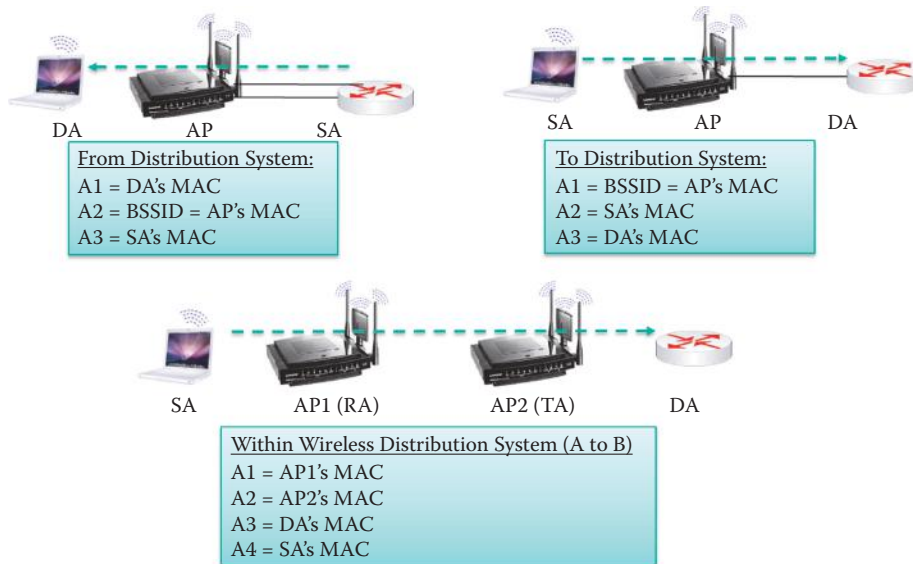 DA AP SA
From Distribution System:
A1 = DA's MAC
A2 = BSSID = AP's MAC
A3 = SA's MAC
SA AP DA
To Distribution System:
A1 = BSSID = AP's MAC
A2 = SA's MAC
A3 = DA's MAC
SA AP1 (RA) AP2 (TA) DA
Within Wireless Distribution System (A to B)
A1 = AP1's MAC
A2 = AP2's MAC
A3 = DA's MAC
A4 = SA's MAC